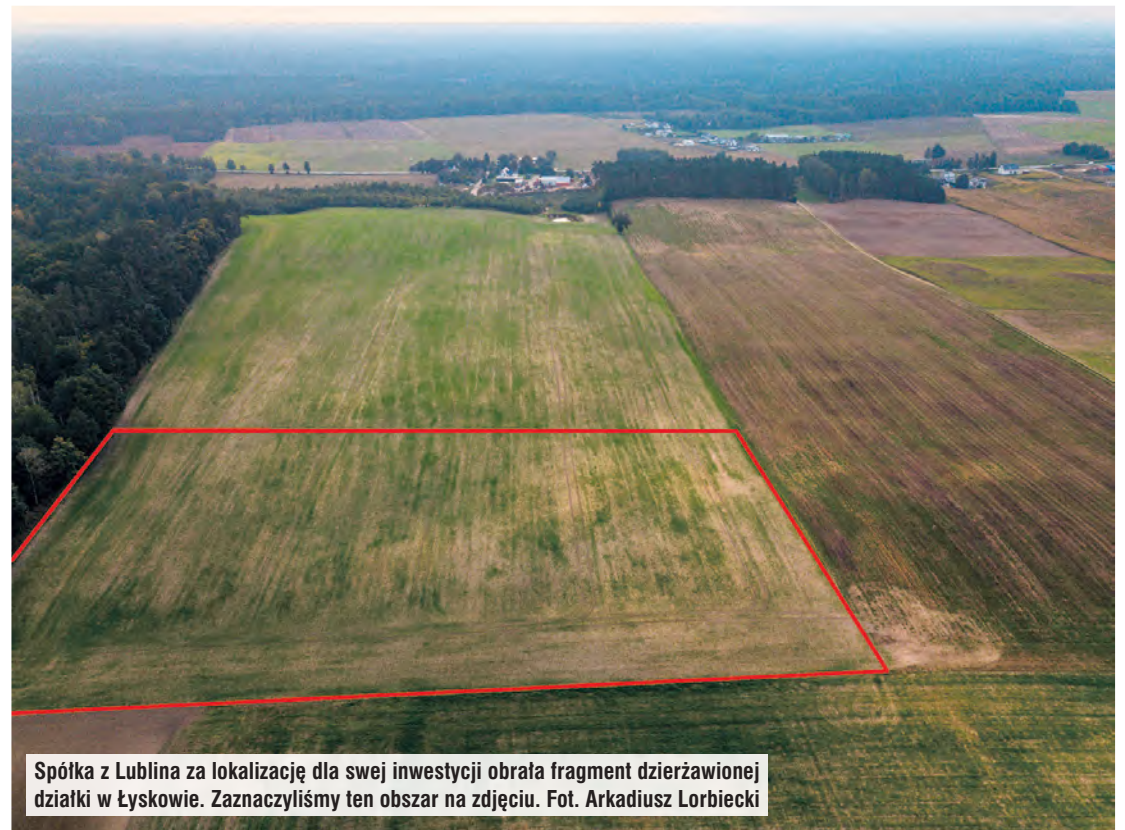 Spółka z Lublina za lokalizację dla swej inwestycji obrała fragment dzierżawionej
działki w Łyskowie. Zaznaczyliśmy ten obszar na zdjęciu. Fot. Arkadiusz Lorbiecki